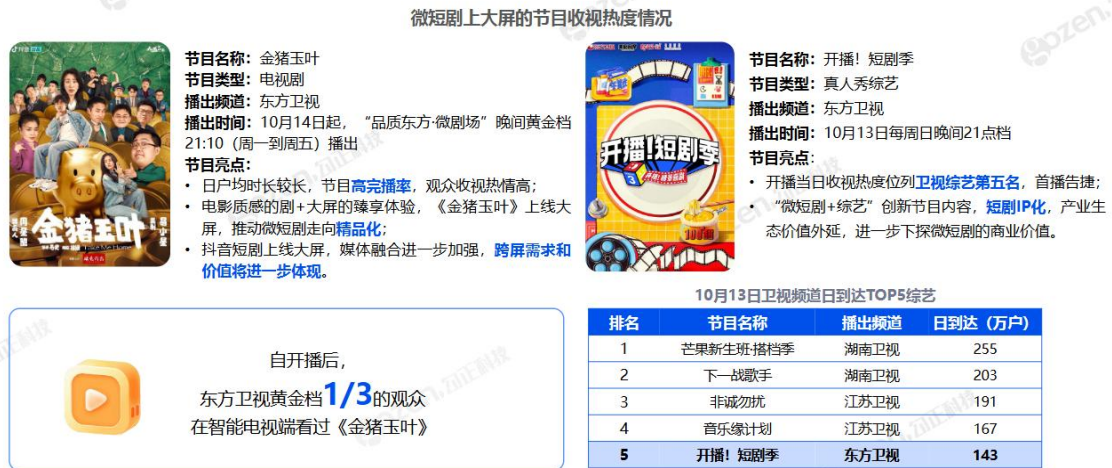 微短剧上大屏的节目收视热度情况
节目名称：金猪玉叶
节目类型：电视剧
播出频道：东方卫视
播出时间：10月14日起，“品质东方·微剧场”晚间黄金档
21:10（周一到周五）播出
节目亮点：
• 日户均时长较长，节目高完播率，观众收视热情高；
• 电影质感的剧+大屏的臻享体验，《金猪玉叶》上线大
屏，推动微短剧走向精品化；
• 抖音短剧上线大屏，媒体融合进一步加强，跨屏需求和
价值将进一步体现。
金猪玉叶
节目名称：开播！短剧季
节目类型：真人秀综艺
播出频道：东方卫视
播出时间：10月13日每周日晚间21点档
节目亮点：
• 开播当日收视热度位列卫视综艺第五名，首播告捷；
• “微短剧+综艺”创新节目内容，短剧IP化，产业生
态价值外延，进一步下探微短剧的商业价值。
开播!短剧季
自开播后，
东方卫视黄金档1/3的观众
在智能电视端看过《金猪玉叶》
10月13日卫视频道日到达TOP5综艺
排名 节目名称 播出频道 日到达（万户）
1 芒果新生班·搭档季 湖南卫视 255
2 下一战歌手 湖南卫视 203
3 非诚勿扰 江苏卫视 191
4 音乐缘计划 江苏卫视 167
5 开播！短剧季 东方卫视 143
gozen.勾正科技